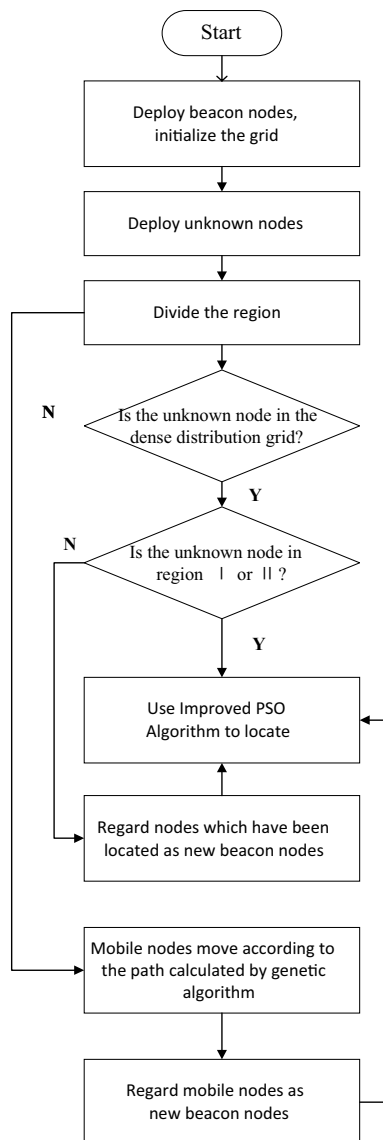 Start
Deploy beacon nodes,
initialize the grid
Deploy unknown nodes
Divide the region
N
Is the unknown node in the
dense distribution grid?
Y
N
Is the unknown node in
region Ⅰ or Ⅱ ?
Y
Use Improved PSO
Algorithm to locate
Regard nodes which have been
located as new beacon nodes
Mobile nodes move according to
the path calculated by genetic
algorithm
Regard mobile nodes as
new beacon nodes